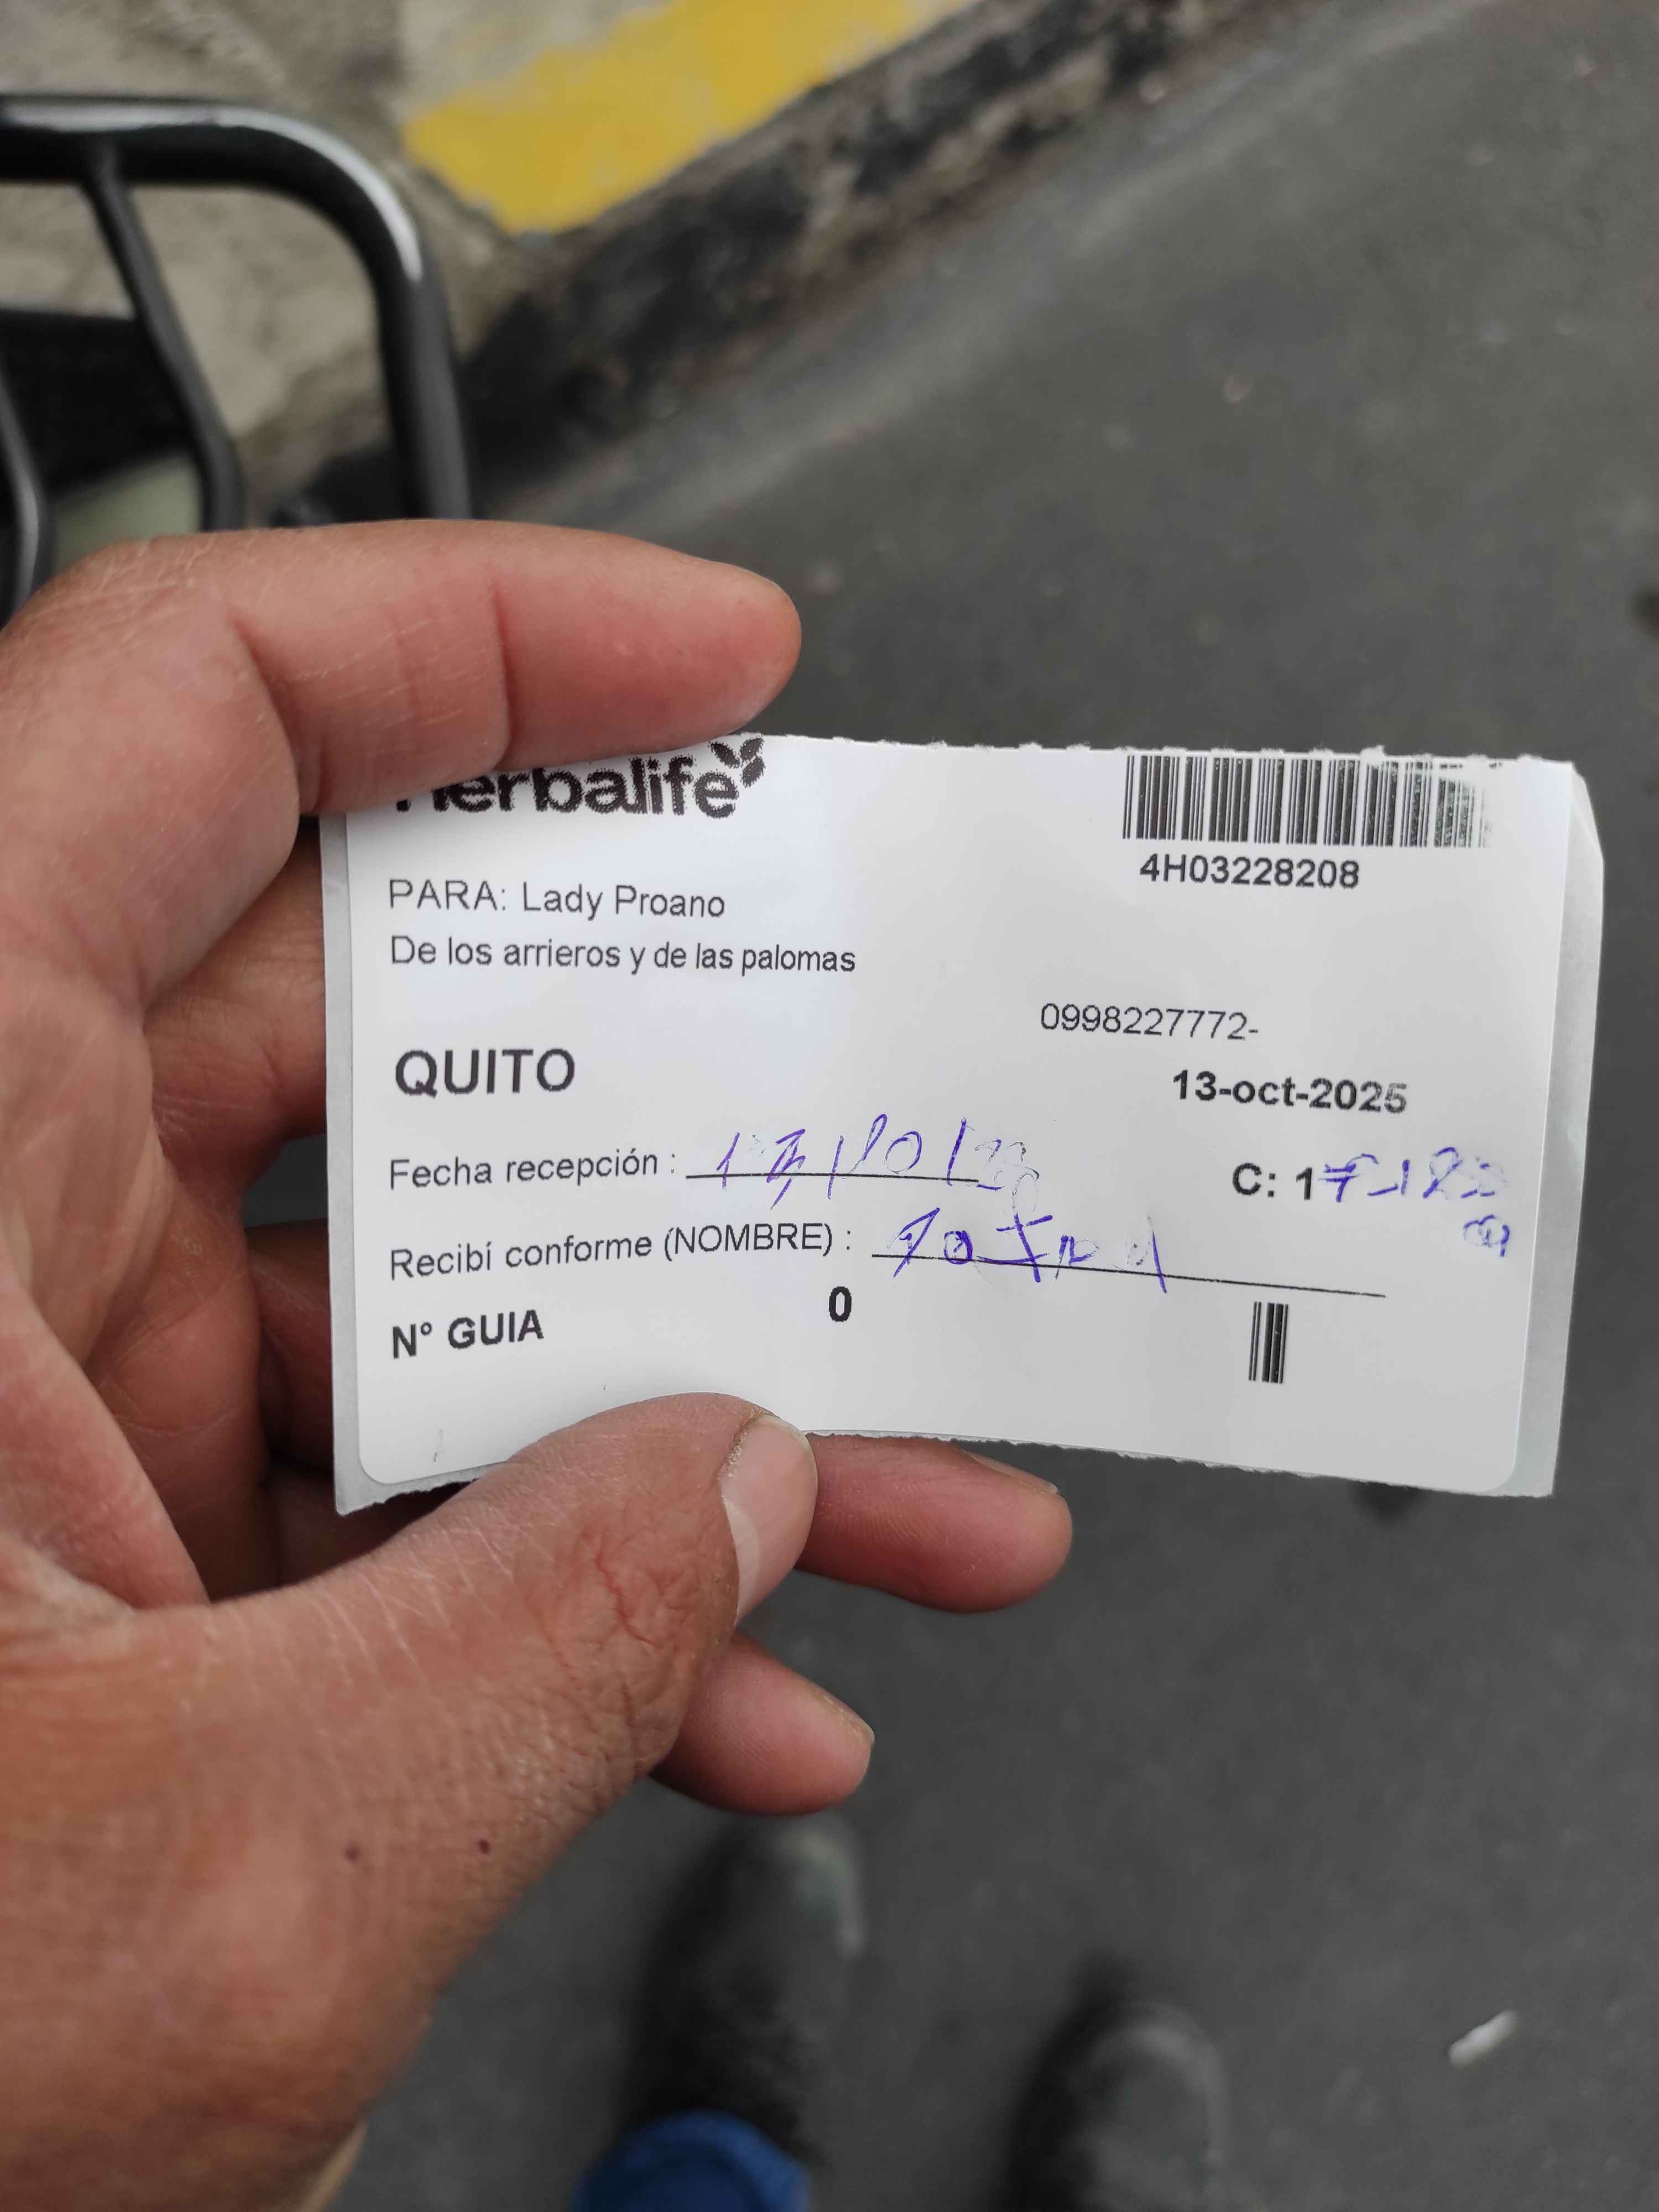 Herbalife
4H03228208
PARA: Lady Proano
De los arrieros y de las palomas
0998227772-
QUITO
13-oct-2025
Fecha recepción :
C: 1
Recibí conforme (NOMBRE) :
N° GUIA 0